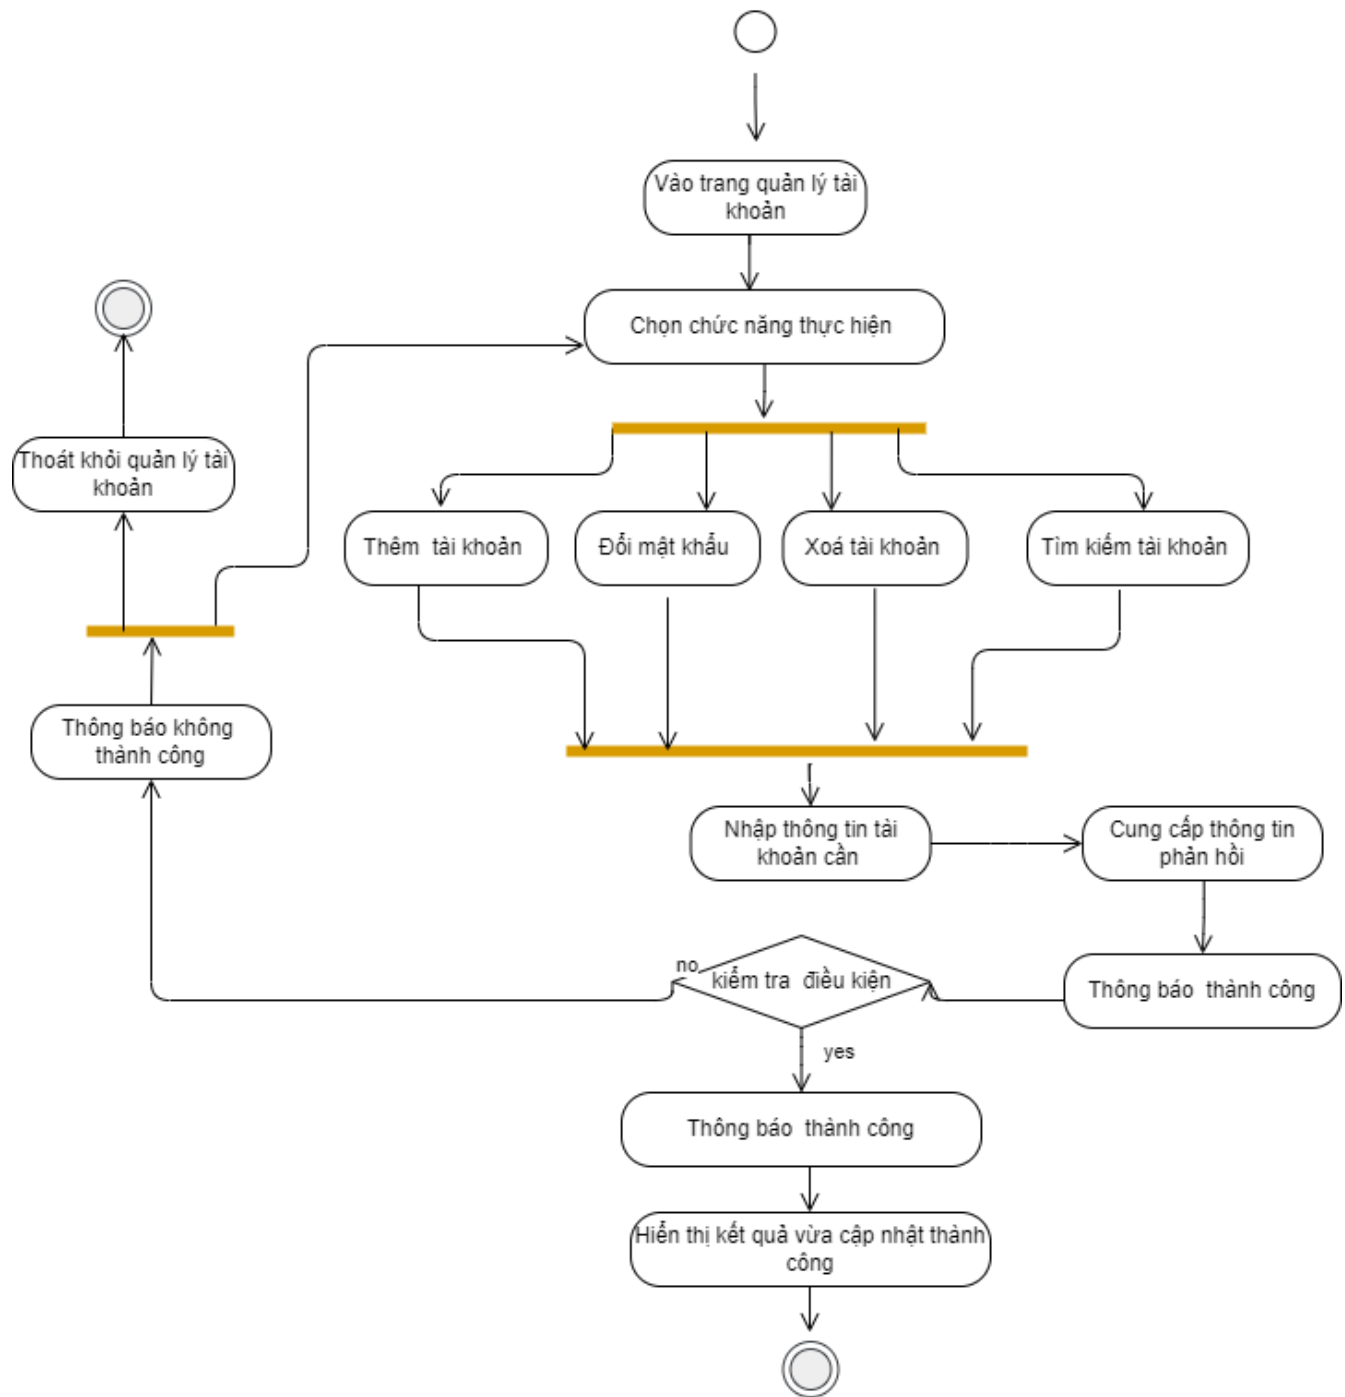 Vào trang quản lý tài
khoản
Chọn chức năng thực hiện
Thoát khỏi quản lý tài
khoản
Thêm  tài khoản
Đổi mật khẩu
Xoá tài khoản
Tìm kiếm tài khoản
Thông báo không
thành công
Nhập thông tin tài
khoản cần
Cung cấp thông tin
phản hồi
no
kiểm tra  điều kiện
Thông báo  thành công
yes
Thông báo  thành công
Hiển thị kết quả vừa cập nhật thành
công